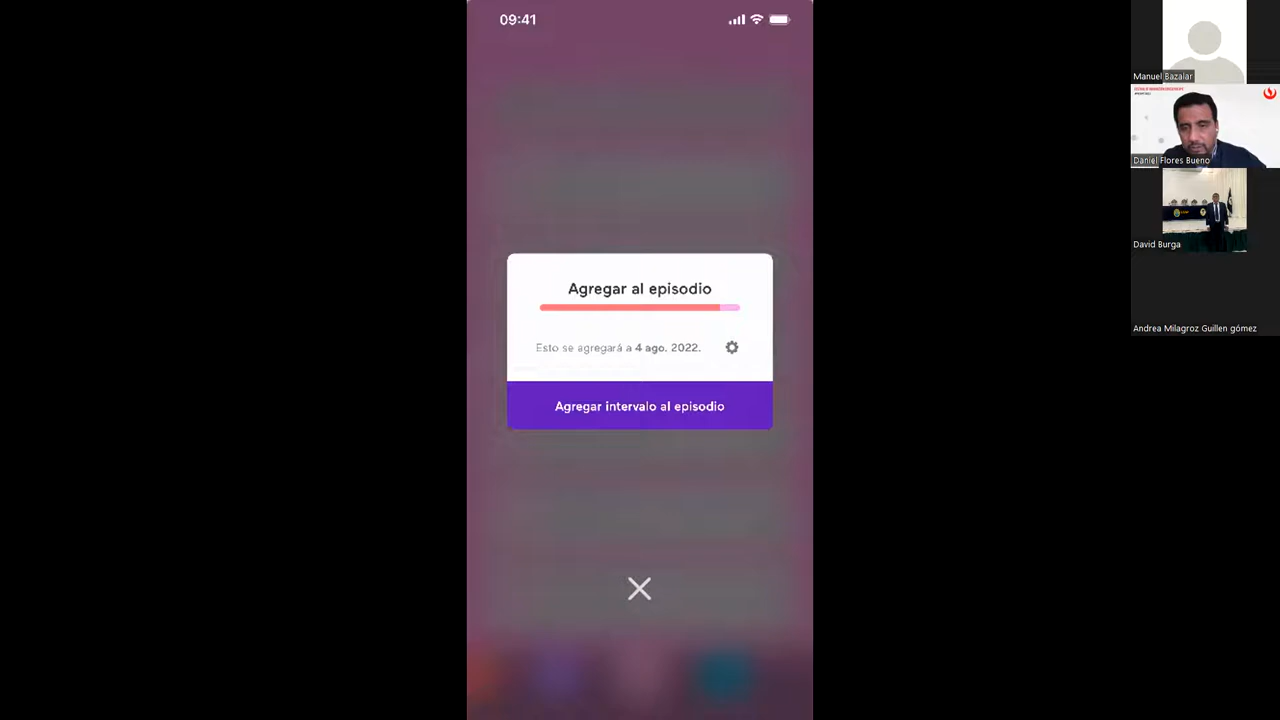 09:41
Agregar al episodio
Esto se agregará a 4 ago. 2022.
Agregar intervalo al episodio
Manuel Bazalar
Daniel Flores Bueno
David Burga
Andrea Milagroz Guillen gómez